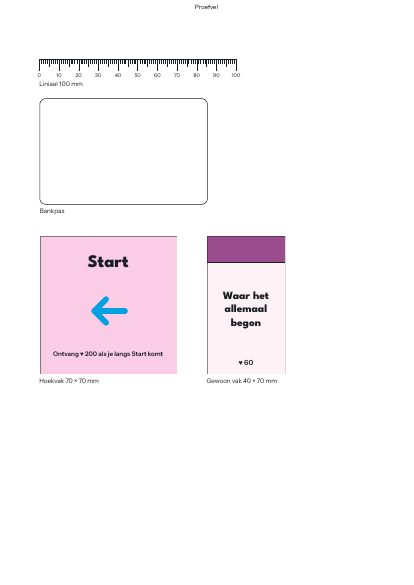 Proefvel
0 10 20 30 40 50 60 70 80 90 100
Liniaal 100 mm
Bankpas
Start
Ontvang ♥ 200 als je langs Start komt
Hoekvak 70 × 70 mm
Waar het
allemaal
begon
♥ 60
Gewoon vak 40 × 70 mm